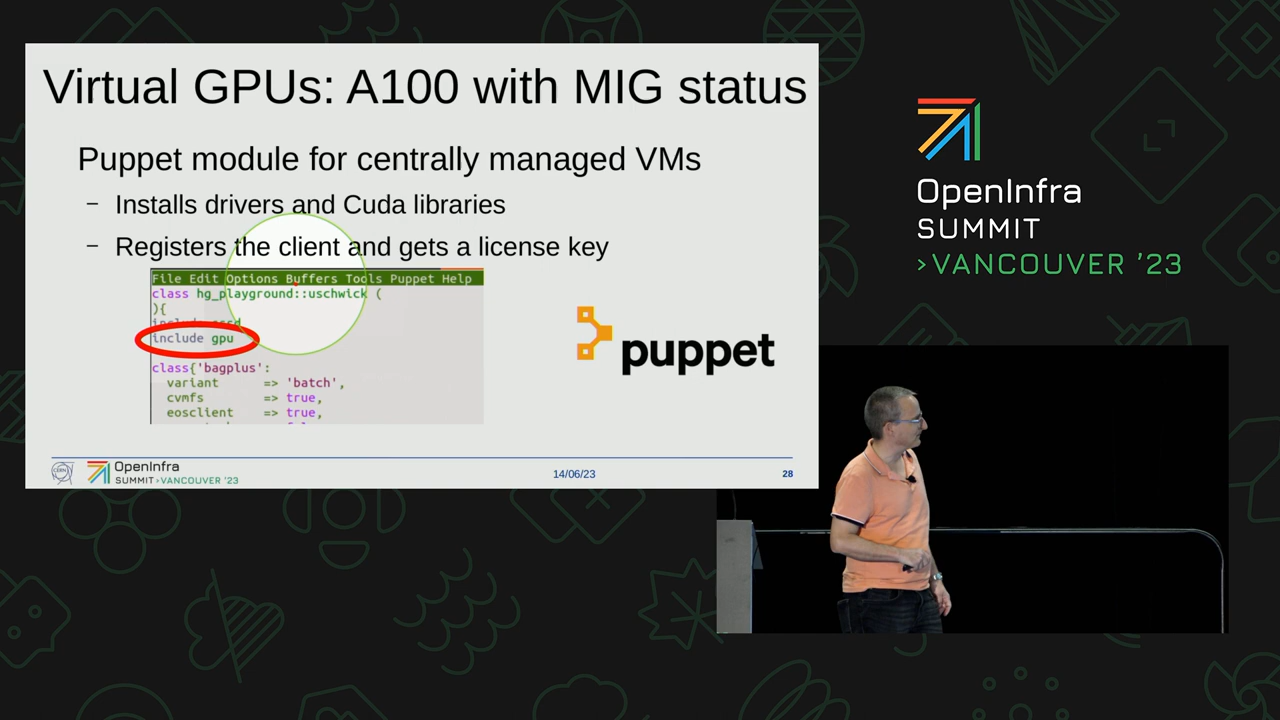 Virtual GPUs: A100 with MIG status
Puppet module for centrally managed VMs
– Installs drivers and Cuda libraries
– Registers the client and gets a license key
File Edit Options Buffers Tools Puppet Help
class hg_playground::uschwick (
){
include
include gpu
class{'bagplus':
variant => 'batch',
cvmfs => true,
eosclient => true,
puppet
CERN
OpenInfra
SUMMIT>VANCOUVER '23
14/06/23
28
OpenInfra
SUMMIT
>VANCOUVER '23